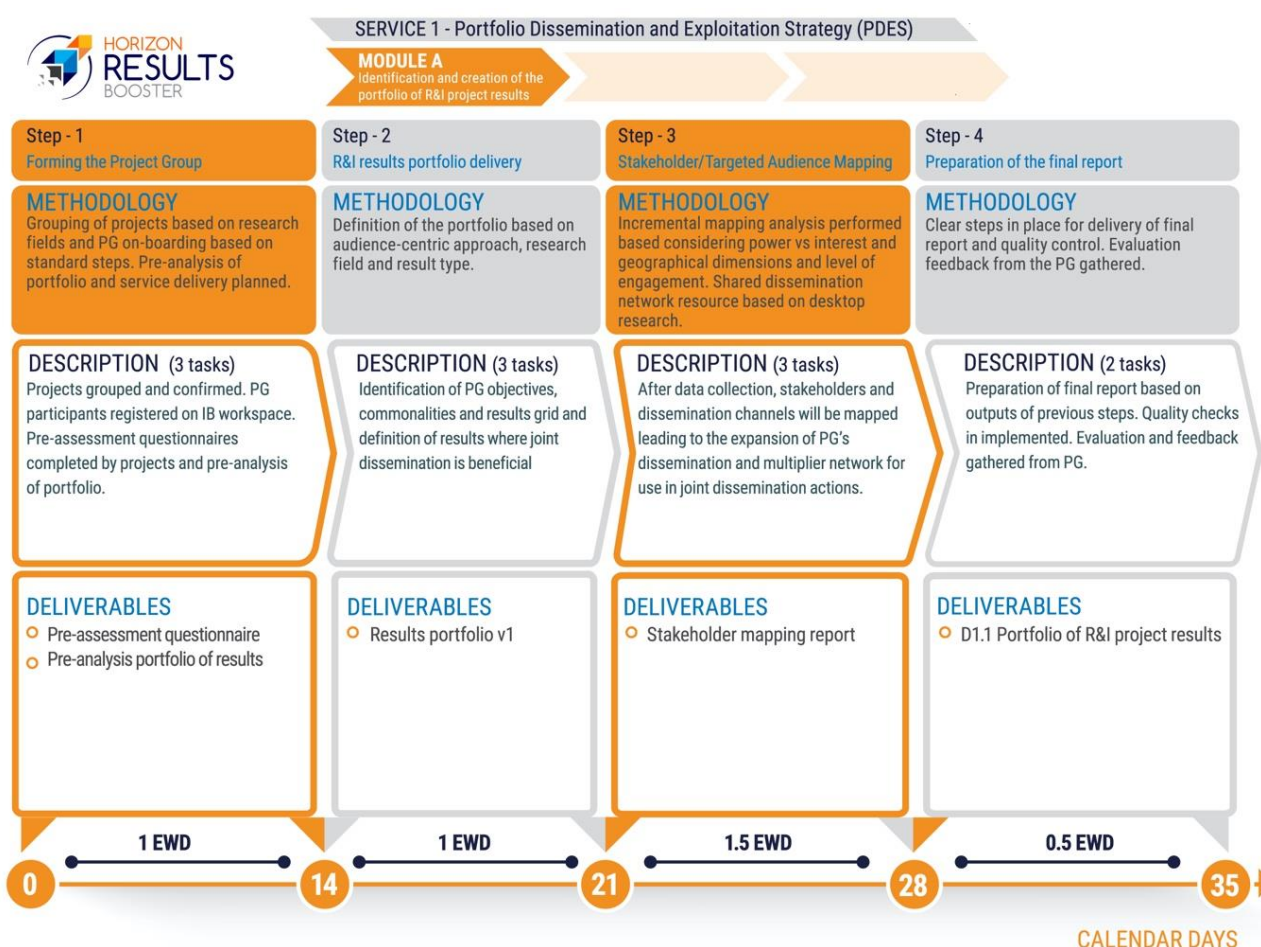 HORIZON
RESULTS
BOOSTER
SERVICE 1 - Portfolio Dissemination and Exploitation Strategy (PDES)
MODULE A
Identification and creation of the
portfolio of R&I project results
Step - 1
Forming the Project Group
METHODOLOGY
Grouping of projects based on research
fields and PG on-boarding based on
standard steps. Pre-analysis of
portfolio and service delivery planned.
DESCRIPTION (3 tasks)
Projects grouped and confirmed. PG
participants registered on IB workspace.
Pre-assessment questionnaires
completed by projects and pre-analysis
of portfolio.
DELIVERABLES
Pre-assessment questionnaire
Pre-analysis portfolio of results
Step - 2
R&I results portfolio delivery
METHODOLOGY
Definition of the portfolio based on
audience-centric approach, research
field and result type.
DESCRIPTION (3 tasks)
Identification of PG objectives,
commonalities and results grid and
definition of results where joint
dissemination is beneficial
DELIVERABLES
Results portfolio v1
Step - 3
Stakeholder/Targeted Audience Mapping
METHODOLOGY
Incremental mapping analysis performed
based considering power vs interest and
geographical dimensions and level of
engagement. Shared dissemination
network resource based on desktop
research.
DESCRIPTION (3 tasks)
After data collection, stakeholders and
dissemination channels will be mapped
leading to the expansion of PG's
dissemination and multiplier network for
use in joint dissemination actions.
DELIVERABLES
Stakeholder mapping report
Step - 4
Preparation of the final report
METHODOLOGY
Clear steps in place for delivery of final
report and quality control. Evaluation
feedback from the PG gathered.
DESCRIPTION (2 tasks)
Preparation of final report based on
outputs of previous steps. Quality checks
in implemented. Evaluation and feedback
gathered from PG.
DELIVERABLES
D1.1 Portfolio of R&I project results
1 EWD
1 EWD
1.5 EWD
0.5 EWD
0
14
21
28
35
CALENDAR DAYS